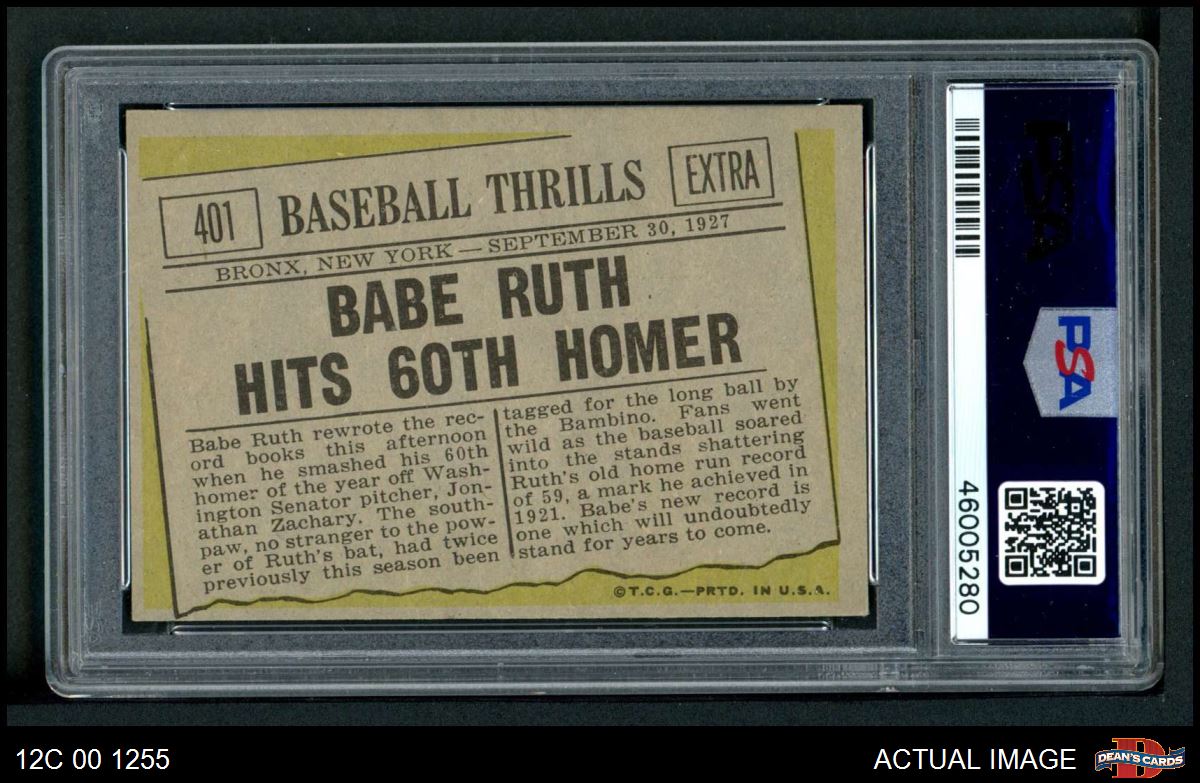 401
BASEBALL THRILLS
EXTRA
BRONX, NEW YORK — SEPTEMBER 30, 1927
BABE RUTH
HITS 60TH HOMER
Babe Ruth rewrote the rec-
ord books this afternoon
when he smashed his 60th
homer of the year off Wash-
ington Senator pitcher, Jon-
athan Zachary. The south-
paw, no stranger to the pow-
er of Ruth's bat, had twice
previously this season been
tagged for the long ball by
the Bambino. Fans went
wild as the baseball soared
into the stands shattering
Ruth's old home run record
of 59, a mark he achieved in
1921. Babe's new record is
one which will undoubtedly
stand for years to come.
©T.C.G.—PRTD. IN U.S.A.
PSA
PSA
46005280
12C 00 1255
ACTUAL IMAGE
D
DEAN'S CARDS